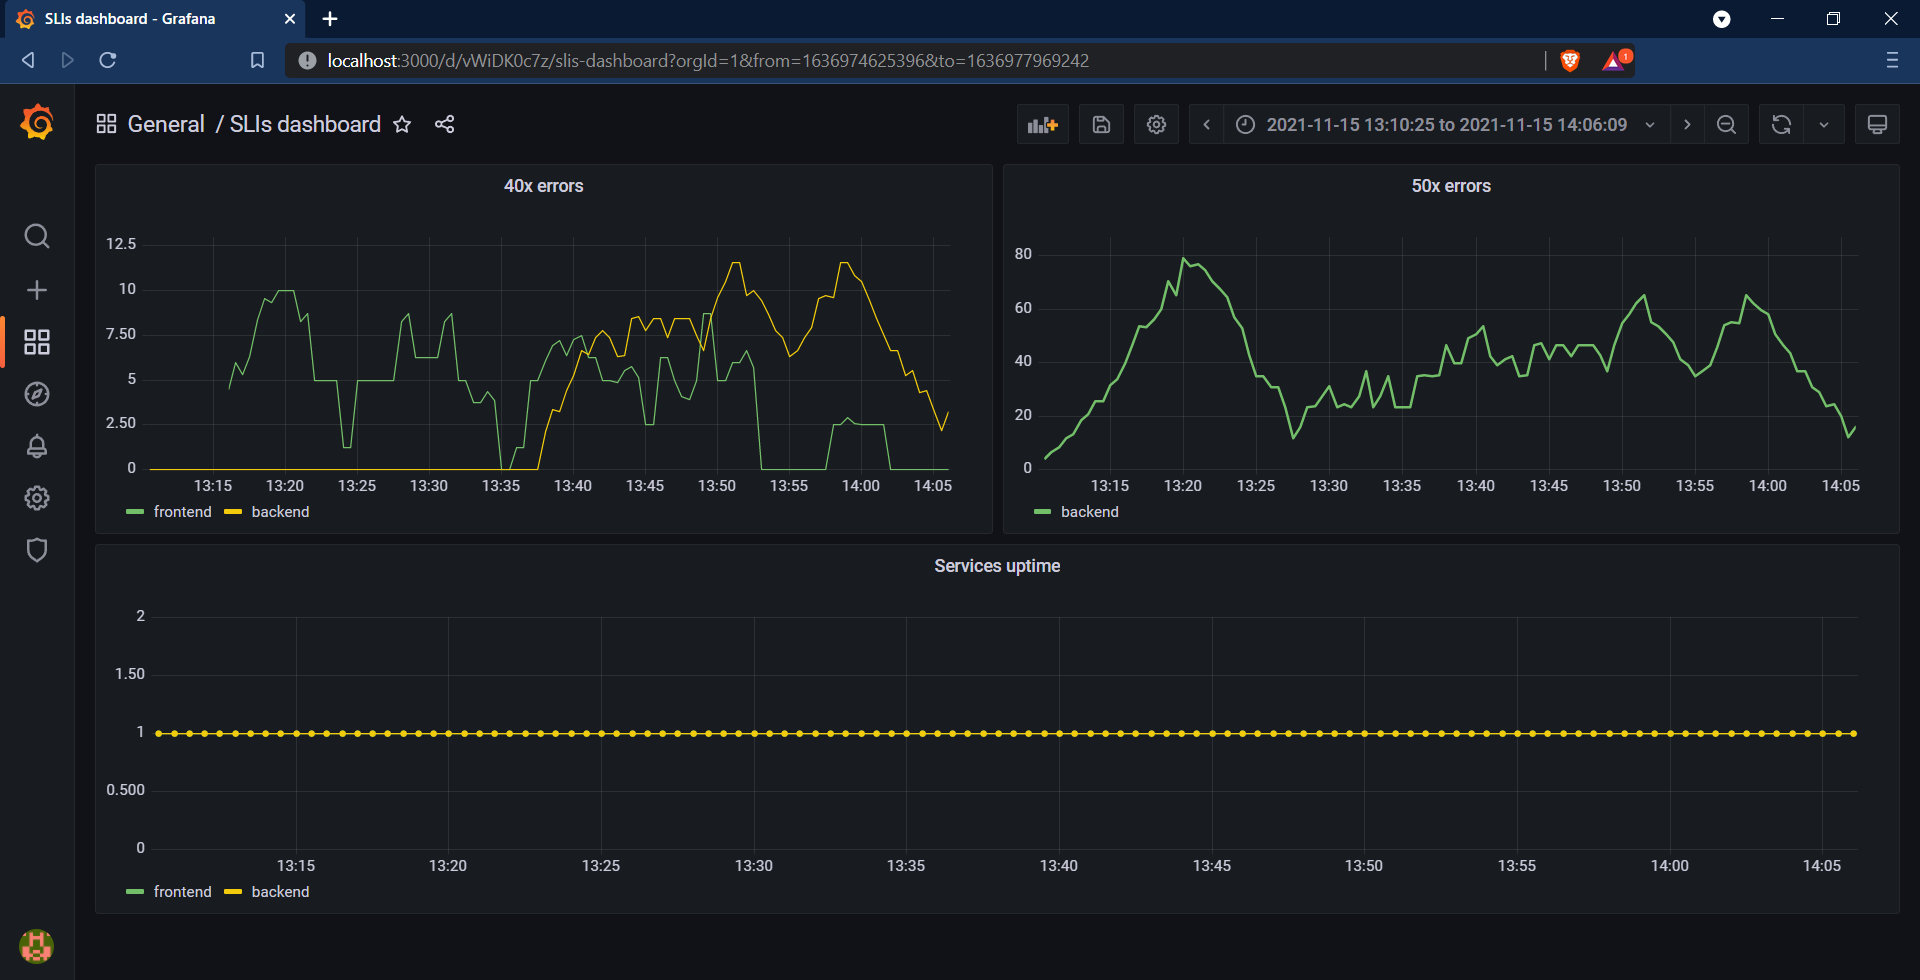 SLIs dashboard - Grafana
localhost:3000/d/vWiDK0c7z/slis-dashboard?orgId=1&from=1636974625396&to=1636977969242
1
General / SLIs dashboard
2021-11-15 13:10:25 to 2021-11-15 14:06:09
40x errors
12.5
10
7.50
5
2.50
0
13:15 13:20 13:25 13:30 13:35 13:40 13:45 13:50 13:55 14:00 14:05
frontend backend
50x errors
80
60
40
20
0
13:15 13:20 13:25 13:30 13:35 13:40 13:45 13:50 13:55 14:00 14:05
backend
Services uptime
2
1.50
1
0.500
0
13:15 13:20 13:25 13:30 13:35 13:40 13:45 13:50 13:55 14:00 14:05
frontend backend